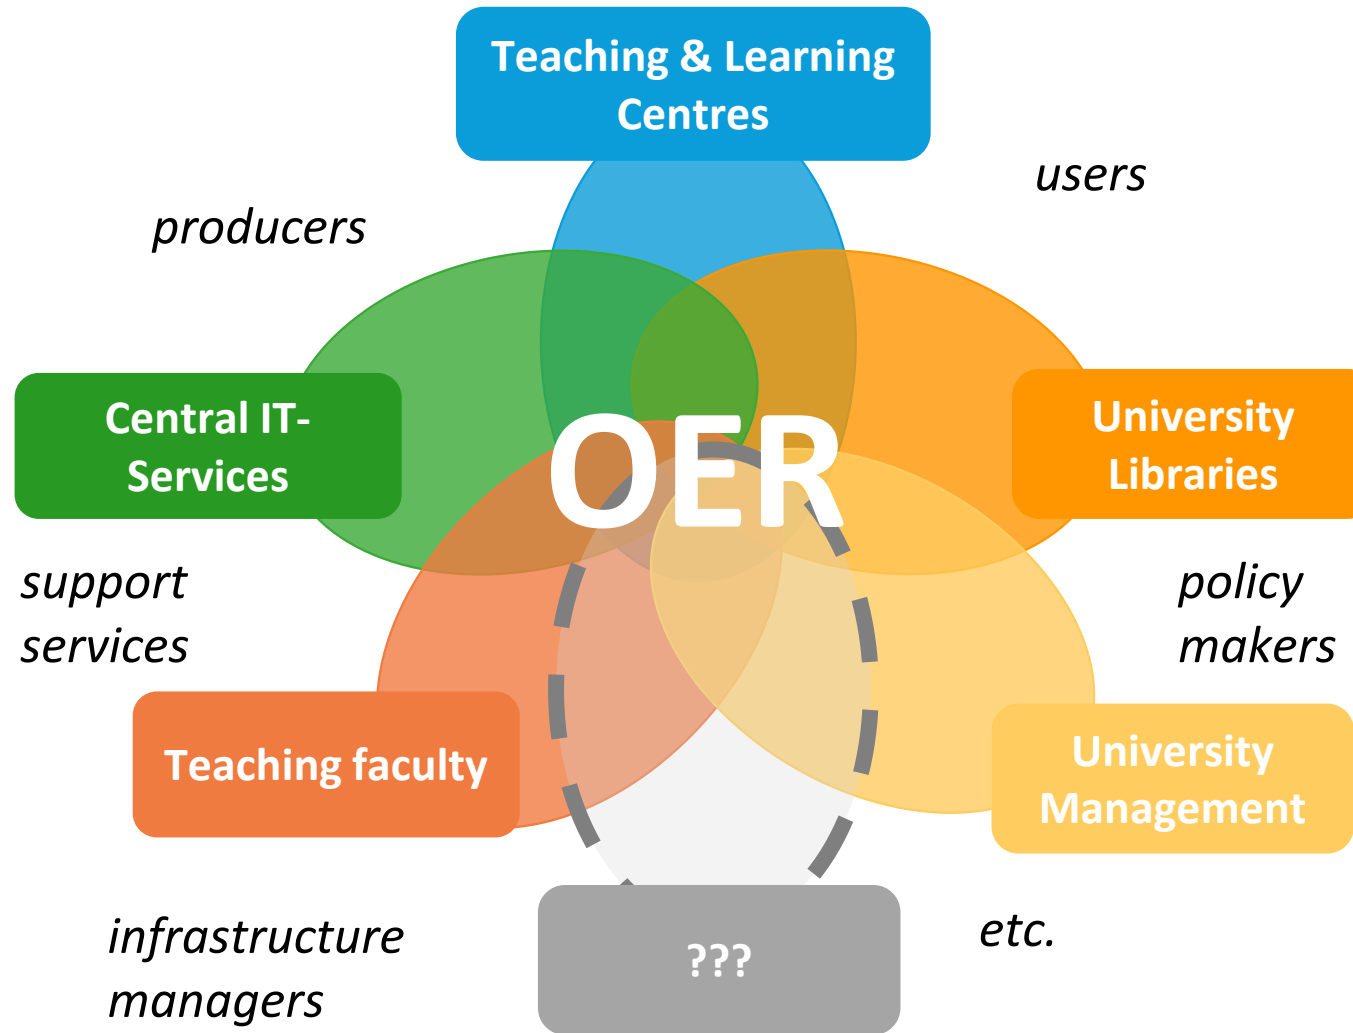 Teaching & Learning
Centres
users
producers
Central IT-
Services
OER
University
Libraries
support
services
policy
makers
Teaching faculty
University
Management
infrastructure
managers
???
etc.